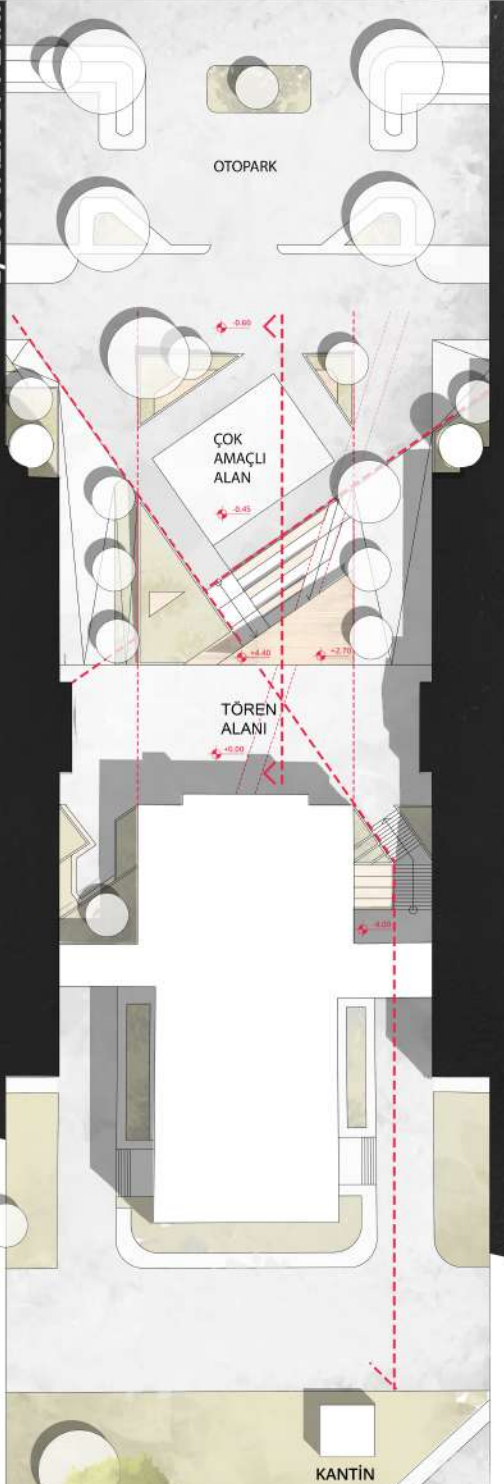 OTOPARK
-0.60
ÇOK
AMAÇLI
ALAN
-0.45
+4.40
+2.70
TÖREN
ALANI
+0.00
-4.00
KANTİN